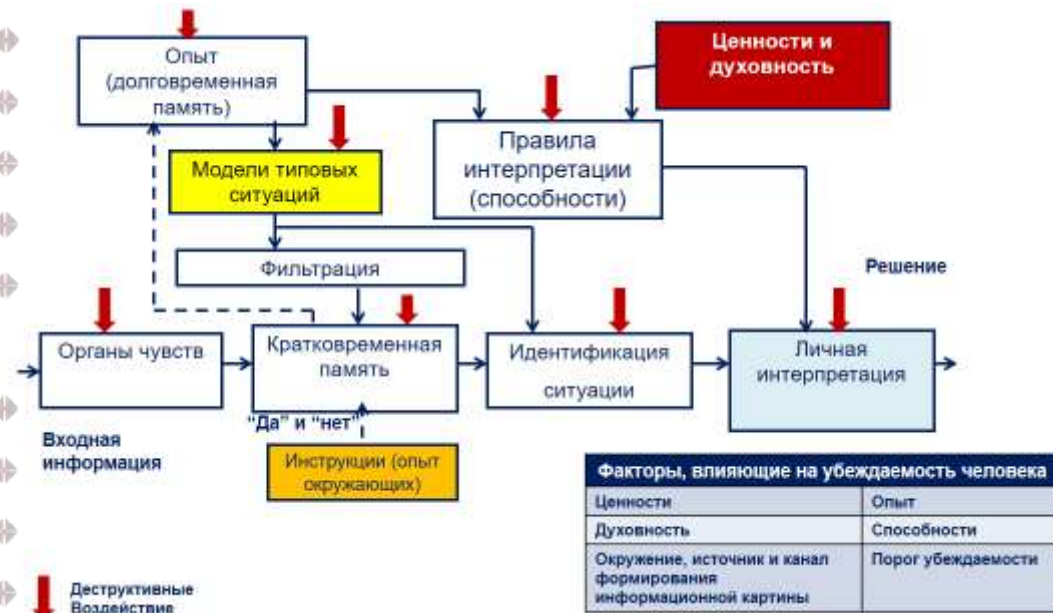 Опыт
(долговременная
память)
Ценности и
духовность
Правила
интерпретации
(способности)
Модели типовых
ситуаций
Фильтрация
Решение
Органы чувств
Кратковременная
память
Идентификация
ситуации
Личная
интерпретация
“Да” и “нет”
Входная
информация
Инструкции (опыт
окружающих)
Факторы, влияющие на убеждаемость человека
Ценности
Опыт
Духовность
Способности
Окружение, источник и канал
формирования
информационной картины
Порог убеждаемости
Деструктивные
Воздействие